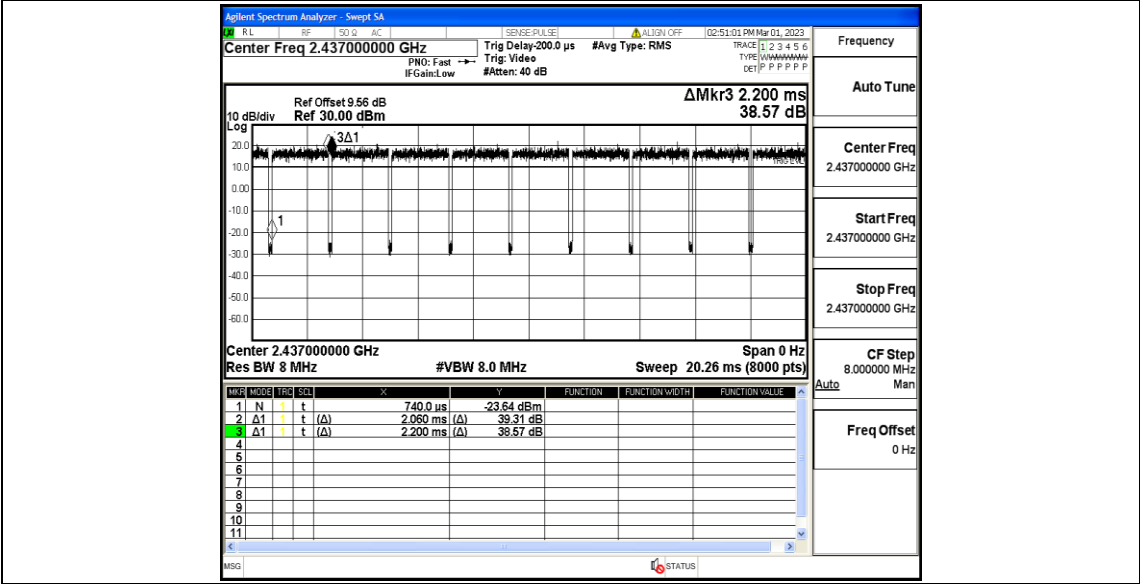 Agilent Spectrum Analyzer - Swept SA
RL RF 50 Ω AC SENSE:PULSE ALIGN OFF 02:51:01 PM Mar 01, 2023
Center Freq 2.437000000 GHz
PNO: Fast
IFGain:Low
Trig Delay-200.0 µs
Trig: Video
#Atten: 40 dB
#Avg Type: RMS
TRACE 1 2 3 4 5 6
TYPE WWWWWW
DET P P P P P P
ΔMkr3 2.200 ms
38.57 dB
Ref Offset 9.56 dB
10 dB/div Ref 30.00 dBm
Log
20.0
10.0
0.00
-10.0
-20.0
-30.0
-40.0
-50.0
-60.0
3Δ1
1
TRIG LVL
Center 2.437000000 GHz Span 0 Hz
Res BW 8 MHz #VBW 8.0 MHz Sweep 20.26 ms (8000 pts)
MKR MODE TRC SCL X Y FUNCTION FUNCTION WIDTH FUNCTION VALUE
1 N 1 t 740.0 µs -23.64 dBm
2 Δ1 1 t (Δ) 2.060 ms (Δ) 39.31 dB
3 Δ1 1 t (Δ) 2.200 ms (Δ) 38.57 dB
4
5
6
7
8
9
10
11
MSG STATUS
Frequency
Auto Tune
Center Freq
2.437000000 GHz
Start Freq
2.437000000 GHz
Stop Freq
2.437000000 GHz
CF Step
8.000000 MHz
Auto Man
Freq Offset
0 Hz